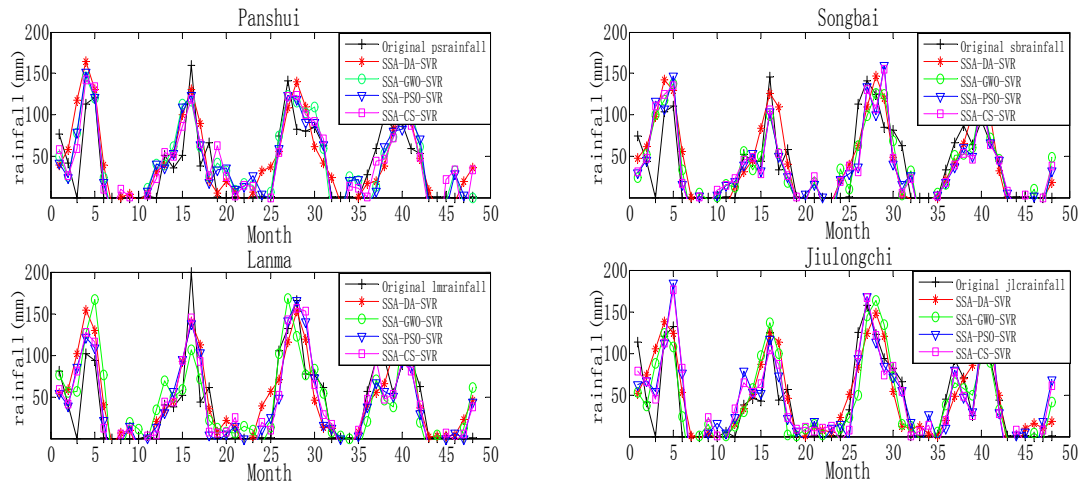 Panshui
rainfall(mm)
200
150
100
50
0 5 10 15 20 25 30 35 40 45 50
Month
Original psrainfall
SSA-DA-SVR
SSA-GWO-SVR
SSA-PSO-SVR
SSA-CS-SVR
Songbai
rainfall(mm)
200
150
100
50
0 5 10 15 20 25 30 35 40 45 50
Month
Original sbrainfall
SSA-DA-SVR
SSA-GWO-SVR
SSA-PSO-SVR
SSA-CS-SVR
Lanma
rainfall(mm)
200
150
100
50
0 5 10 15 20 25 30 35 40 45 50
Month
Original lmrainfall
SSA-DA-SVR
SSA-GWO-SVR
SSA-PSO-SVR
SSA-CS-SVR
Jiulongchi
rainfall(mm)
200
150
100
50
0 5 10 15 20 25 30 35 40 45 50
Month
Original jlcrainfall
SSA-DA-SVR
SSA-GWO-SVR
SSA-PSO-SVR
SSA-CS-SVR